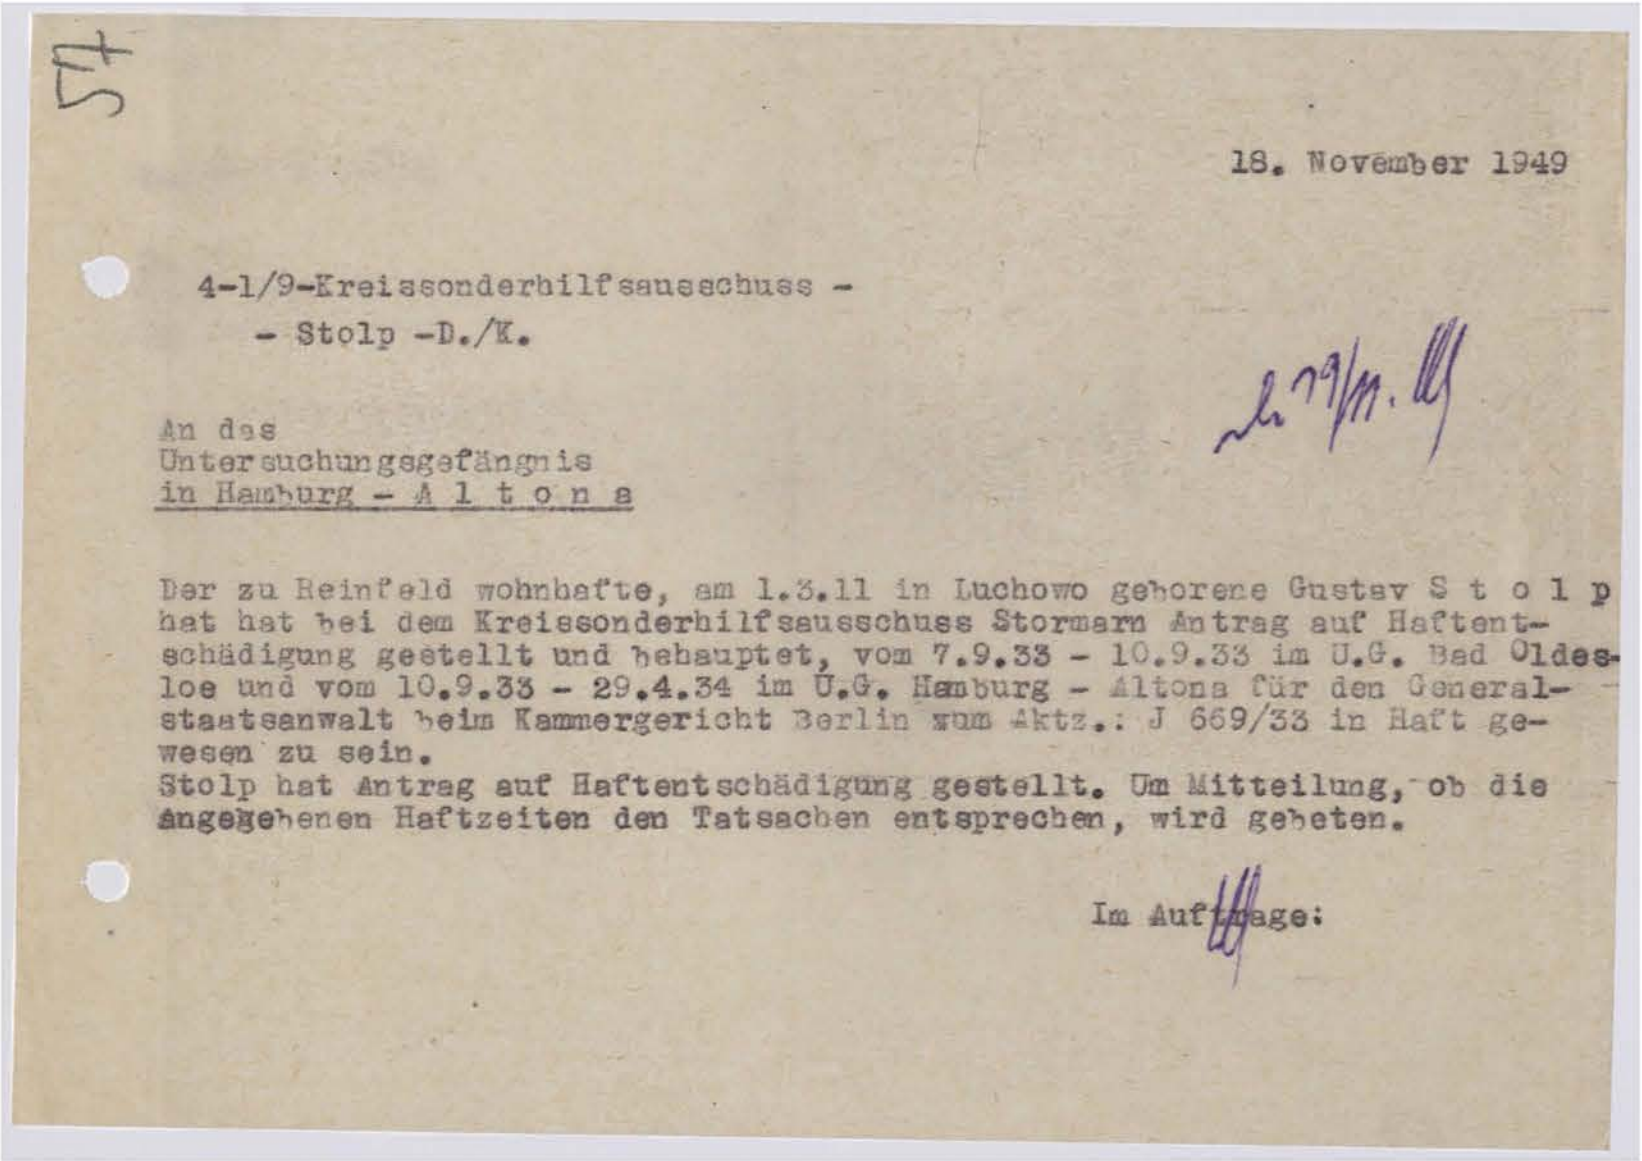 57
18. November 1949
4-1/9-Kreissonderhilfsausschuss -
- Stolp -D./K.
29/11.
An das
Untersuchungsgefängnis
in Hamburg - A l t o n a
Der zu Reinfeld wohnhafte, am 1.3.11 in Luchowo geborene Gustav S t o l p
hat hat bei dem Kreissonderhilfsausschuss Stormarn Antrag auf Haftent-
schädigung gestellt und behauptet, vom 7.9.33 - 10.9.33 im U.G. Bad Oldes-
loe und vom 10.9.33 - 29.4.34 im U.G. Hamburg - Altona für den General-
staatsanwalt beim Kammergericht Berlin zum Aktz.: J 669/33 in Haft ge-
wesen zu sein.
Stolp hat Antrag auf Haftentschädigung gestellt. Um Mitteilung, ob die
angegebenen Haftzeiten den Tatsachen entsprechen, wird gebeten.
Im Auftrage: